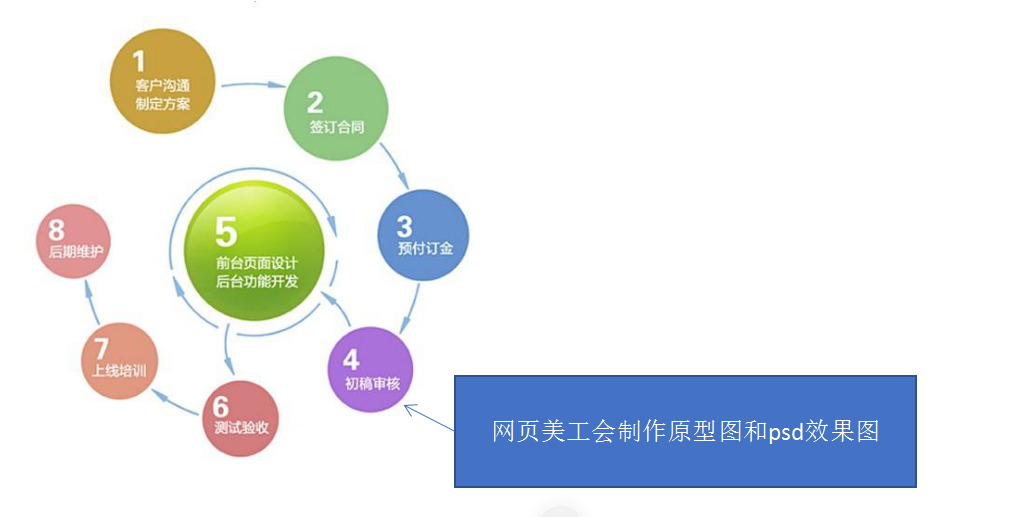 1
客户沟通
制定方案
2
签订合同
3
预付订金
4
初稿审核
5
前台页面设计
后台功能开发
6
测试验收
7
上线培训
8
后期维护
网页美工会制作原型图和psd效果图